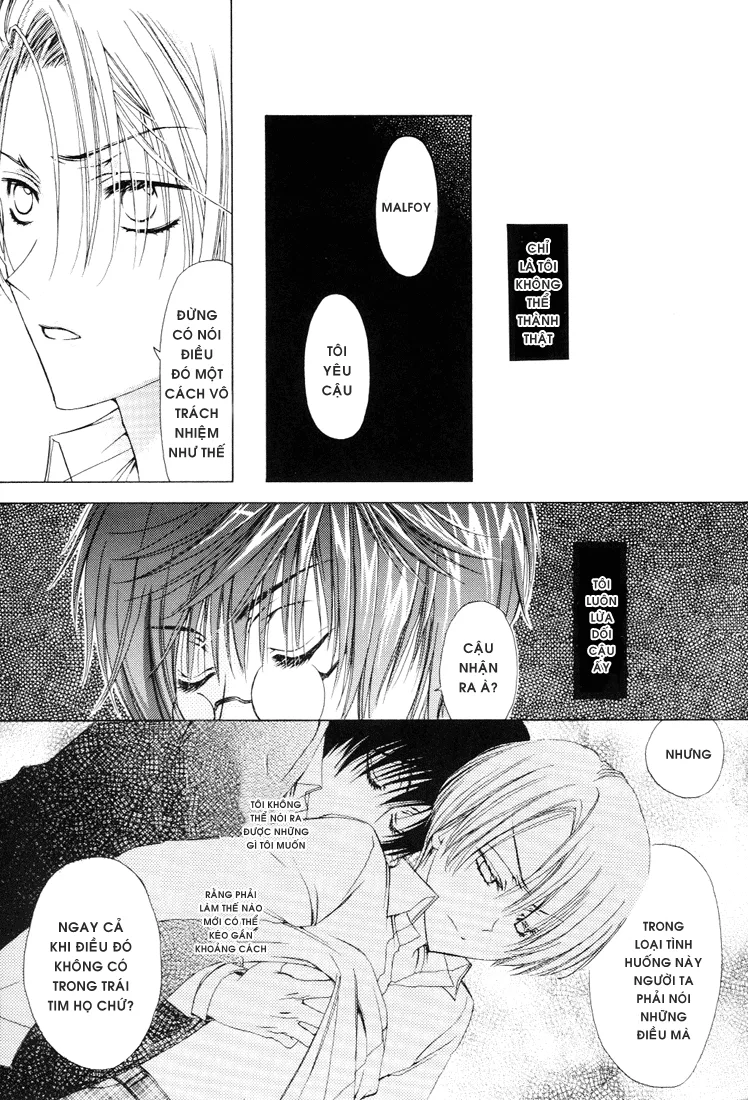 CHỈ
LÀ TÔI
KHÔNG
THỂ
THÀNH
THẬT
MALFOY
TÔI
YÊU
CẬU
ĐỪNG
CÓ NÓI
ĐIỀU
ĐÓ MỘT
CÁCH VÔ
TRÁCH
NHIỆM
NHƯ THẾ
TÔI
LUÔN
LỪA
DỐI
CẬU
ẤY
CẬU
NHẬN
RA À?
NHƯNG
TRONG
LOẠI TÌNH
HUỐNG NÀY
NGƯỜI TA
PHẢI NÓI
NHỮNG
ĐIỀU MÀ
TÔI KHÔNG
THỂ NÓI RA
ĐƯỢC NHỮNG
GÌ TÔI MUỐN
RẰNG PHẢI
LÀM THẾ NÀO
MỚI CÓ THỂ
KÉO GẦN
KHOẢNG CÁCH
NGAY CẢ
KHI ĐIỀU ĐÓ
KHÔNG CÓ
TRONG TRÁI
TIM HỌ CHỨ?